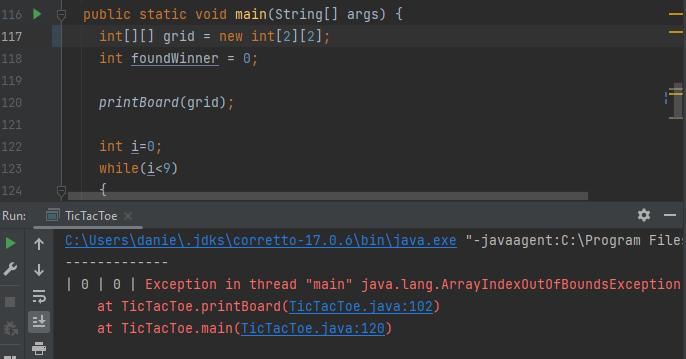 116 public static void main(String[] args) {
117 int[][] grid = new int[2][2];
118 int foundWinner = 0;
119
120 printBoard(grid);
121
122 int i=0;
123 while(i<9)
124 {
Run: TicTacToe ×
C:\Users\danie\.jdks\corretto-17.0.6\bin\java.exe "-javaagent:C:\Program Files
-------------
| 0 | 0 | Exception in thread "main" java.lang.ArrayIndexOutOfBoundsException
at TicTacToe.printBoard(TicTacToe.java:102)
at TicTacToe.main(TicTacToe.java:120)